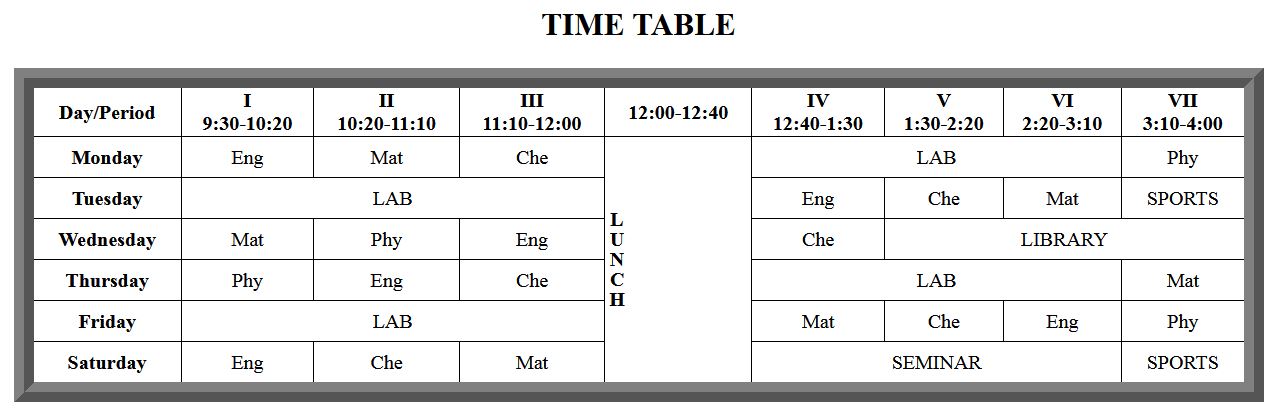 TIME TABLE
Day/Period I 9:30-10:20 II 10:20-11:10 III 11:10-12:00 12:00-12:40 IV 12:40-1:30 V 1:30-2:20 VI 2:20-3:10 VII 3:10-4:00
Monday Eng Mat Che LUNCH LAB Phy
Tuesday LAB Eng Che Mat SPORTS
Wednesday Mat Phy Eng Che LIBRARY
Thursday Phy Eng Che LAB Mat
Friday LAB Mat Che Eng Phy
Saturday Eng Che Mat SEMINAR SPORTS